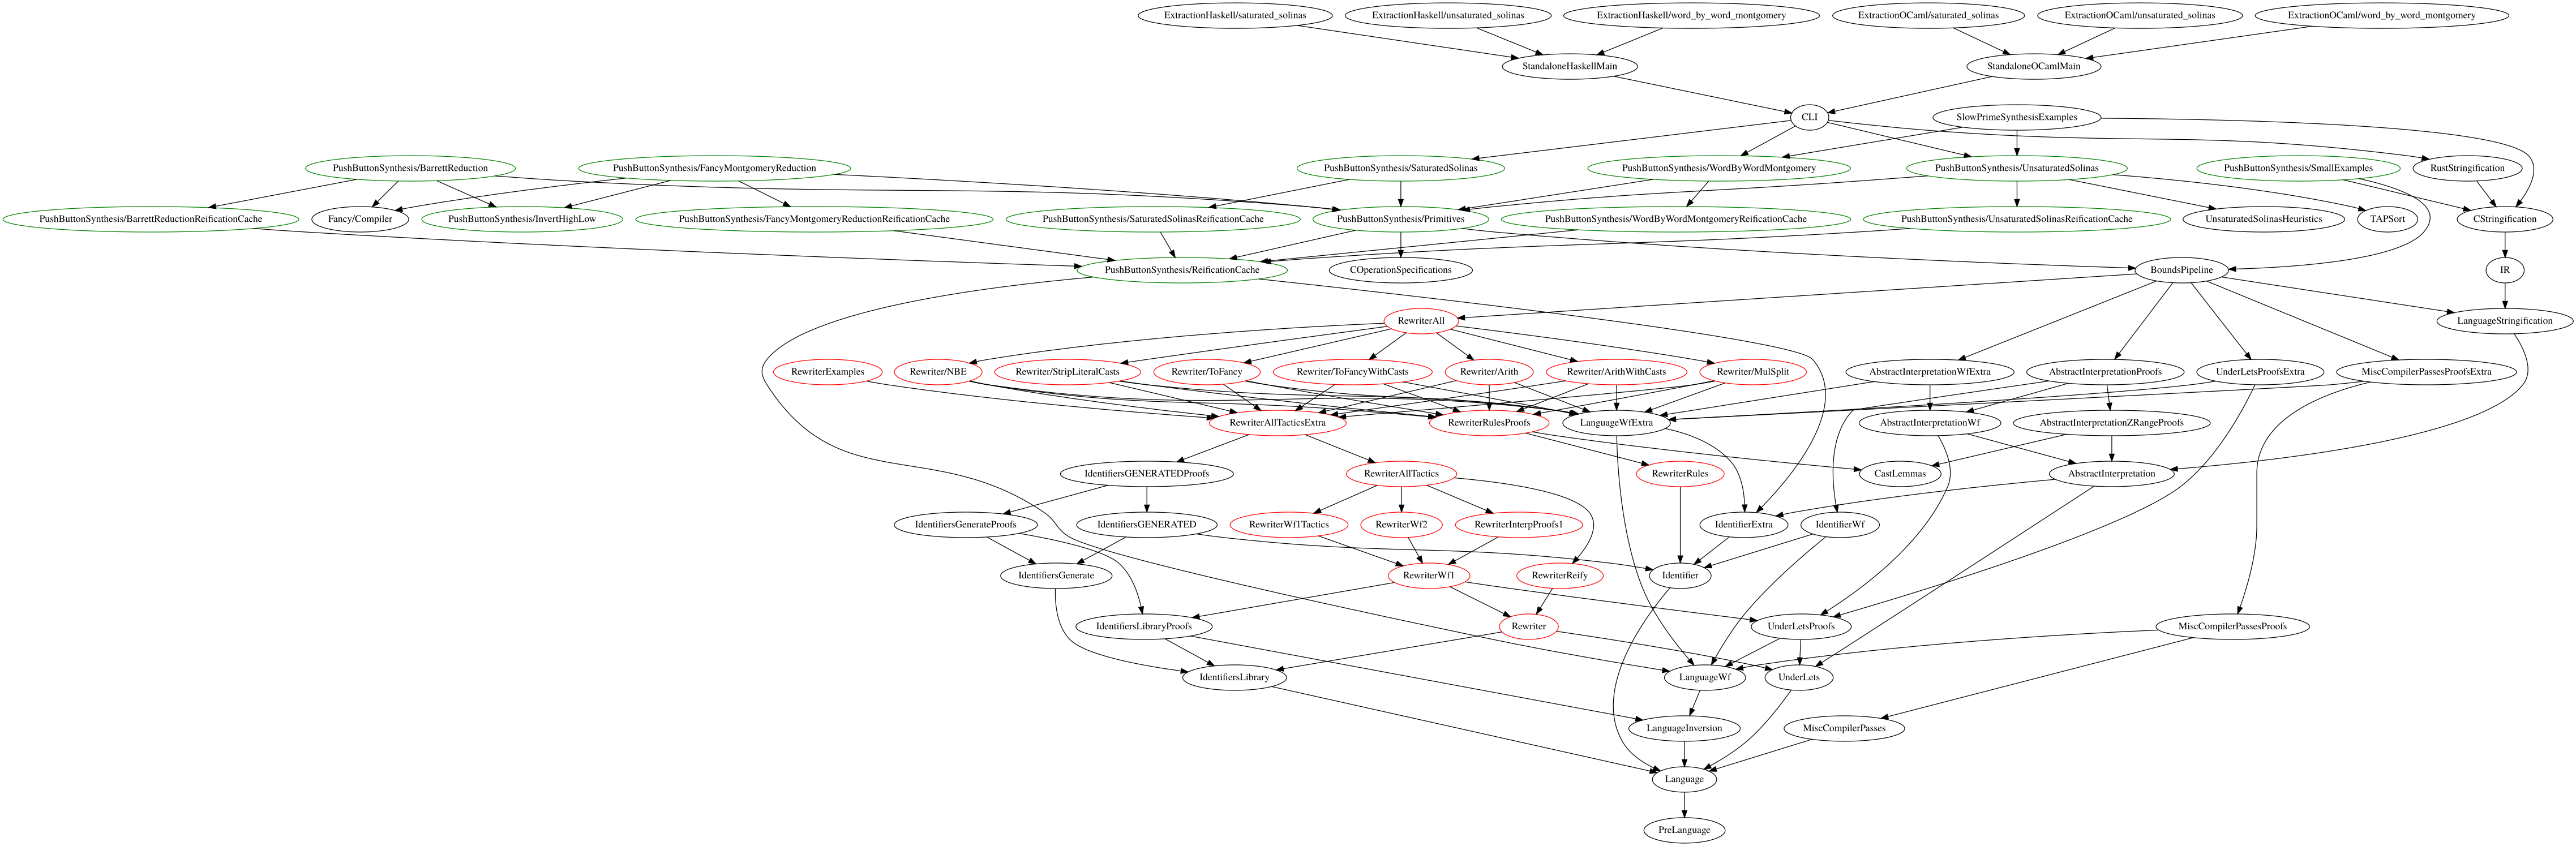 ExtractionHaskell/saturated_solinas
ExtractionHaskell/unsaturated_solinas
ExtractionHaskell/word_by_word_montgomery
ExtractionOCaml/saturated_solinas
ExtractionOCaml/unsaturated_solinas
ExtractionOCaml/word_by_word_montgomery
StandaloneHaskellMain
StandaloneOCamlMain
CLI
SlowPrimeSynthesisExamples
PushButtonSynthesis/BarrettReduction
PushButtonSynthesis/FancyMontgomeryReduction
PushButtonSynthesis/SaturatedSolinas
PushButtonSynthesis/WordByWordMontgomery
PushButtonSynthesis/UnsaturatedSolinas
PushButtonSynthesis/SmallExamples
RustStringification
PushButtonSynthesis/BarrettReductionReificationCache
Fancy/Compiler
PushButtonSynthesis/InvertHighLow
PushButtonSynthesis/FancyMontgomeryReductionReificationCache
PushButtonSynthesis/SaturatedSolinasReificationCache
PushButtonSynthesis/Primitives
PushButtonSynthesis/WordByWordMontgomeryReificationCache
PushButtonSynthesis/UnsaturatedSolinasReificationCache
UnsaturatedSolinasHeuristics
TAPSort
CStringification
PushButtonSynthesis/ReificationCache
COperationSpecifications
BoundsPipeline
IR
RewriterAll
LanguageStringification
RewriterExamples
Rewriter/NBE
Rewriter/StripLiteralCasts
Rewriter/ToFancy
Rewriter/ToFancyWithCasts
Rewriter/Arith
Rewriter/ArithWithCasts
Rewriter/MulSplit
AbstractInterpretationWfExtra
AbstractInterpretationProofs
UnderLetsProofsExtra
MiscCompilerPassesProofsExtra
RewriterAllTacticsExtra
RewriterRulesProofs
LanguageWfExtra
AbstractInterpretationWf
AbstractInterpretationZRangeProofs
IdentifiersGENERATEDProofs
RewriterAllTactics
RewriterRules
CastLemmas
AbstractInterpretation
IdentifiersGenerateProofs
IdentifiersGENERATED
RewriterWf1Tactics
RewriterWf2
RewriterInterpProofs1
IdentifierExtra
IdentifierWf
IdentifiersGenerate
RewriterWf1
RewriterReify
Identifier
IdentifiersLibraryProofs
Rewriter
UnderLetsProofs
MiscCompilerPassesProofs
IdentifiersLibrary
LanguageWf
UnderLets
LanguageInversion
MiscCompilerPasses
Language
PreLanguage